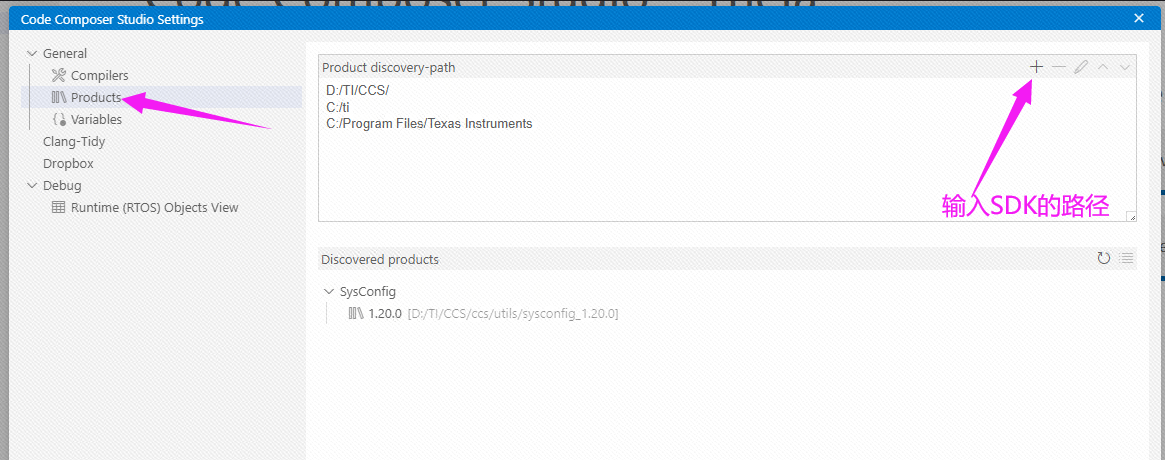 Code Composer Studio Settings
General
Compilers
Products
Variables
Clang-Tidy
Dropbox
Debug
Runtime (RTOS) Objects View
Product discovery-path
D:/TI/CCS/
C:/ti
C:/Program Files/Texas Instruments
输入SDK的路径
Discovered products
SysConfig
1.20.0 [D:/TI/CCS/ccs/utils/sysconfig_1.20.0]